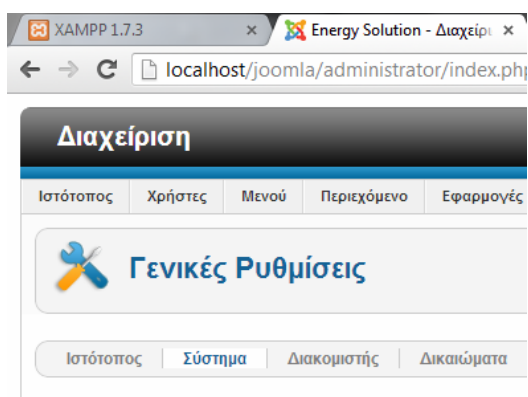 XAMPP 1.7.3 Energy Solution - Διαχείρι
localhost/joomla/administrator/index.php
Διαχείριση
Ιστότοπος Χρήστες Μενού Περιεχόμενο Εφαρμογές
Γενικές Ρυθμίσεις
Ιστότοπος Σύστημα Διακομιστής Δικαιώματα